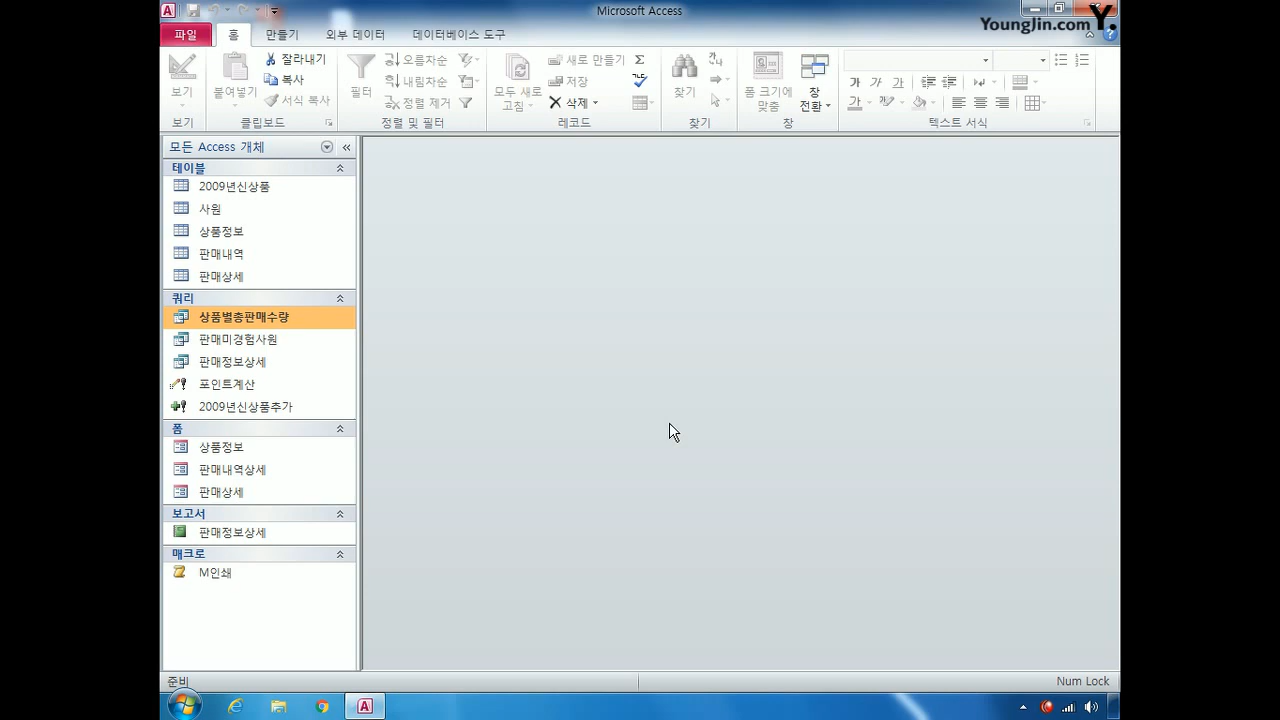 Microsoft Access
Younglin.com Y.
파일 홈 만들기 외부 데이터 데이터베이스 도구
보기
붙여넣기
잘라내기
복사
서식 복사
필터
오름차순
내림차순
정렬 제거
모두 새로
고침
새로 만들기
저장
삭제
찾기
폼 크기에
맞춤
창
전환
가 가 가
가
보기 클립보드 정렬 및 필터 레코드 찾기 창 텍스트 서식
모든 Access 개체
테이블
2009년신상품
사원
상품정보
판매내역
판매상세
쿼리
상품별총판매수량
판매미경험사원
판매정보상세
포인트계산
2009년신상품추가
폼
상품정보
판매내역상세
판매상세
보고서
판매정보상세
매크로
M인쇄
준비
Num Lock